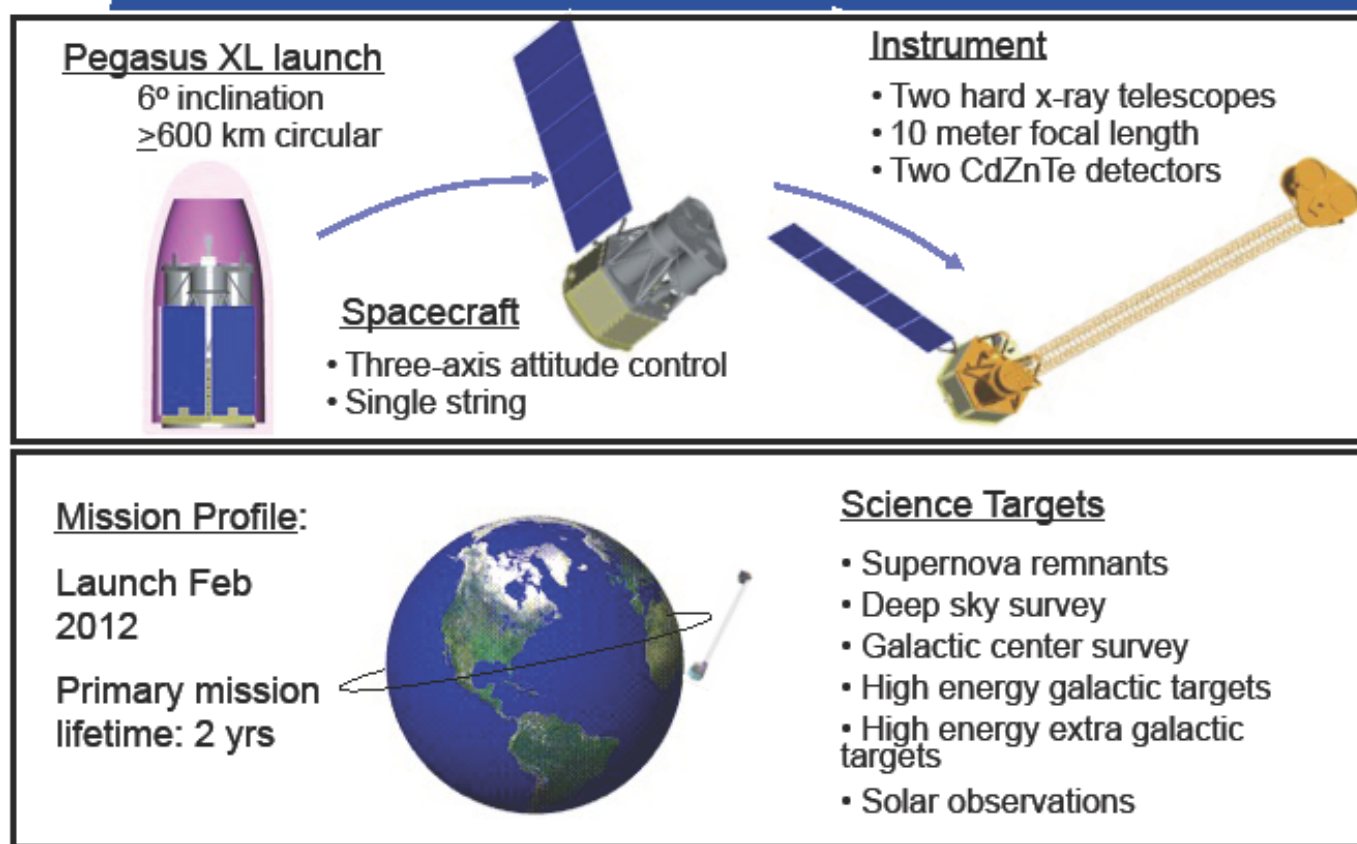 Pegasus XL launch
6º inclination
≥600 km circular
Instrument
• Two hard x-ray telescopes
• 10 meter focal length
• Two CdZnTe detectors
Spacecraft
• Three-axis attitude control
• Single string
Mission Profile:
Launch Feb
2012
Primary mission
lifetime: 2 yrs
Science Targets
• Supernova remnants
• Deep sky survey
• Galactic center survey
• High energy galactic targets
• High energy extra galactic
targets
• Solar observations